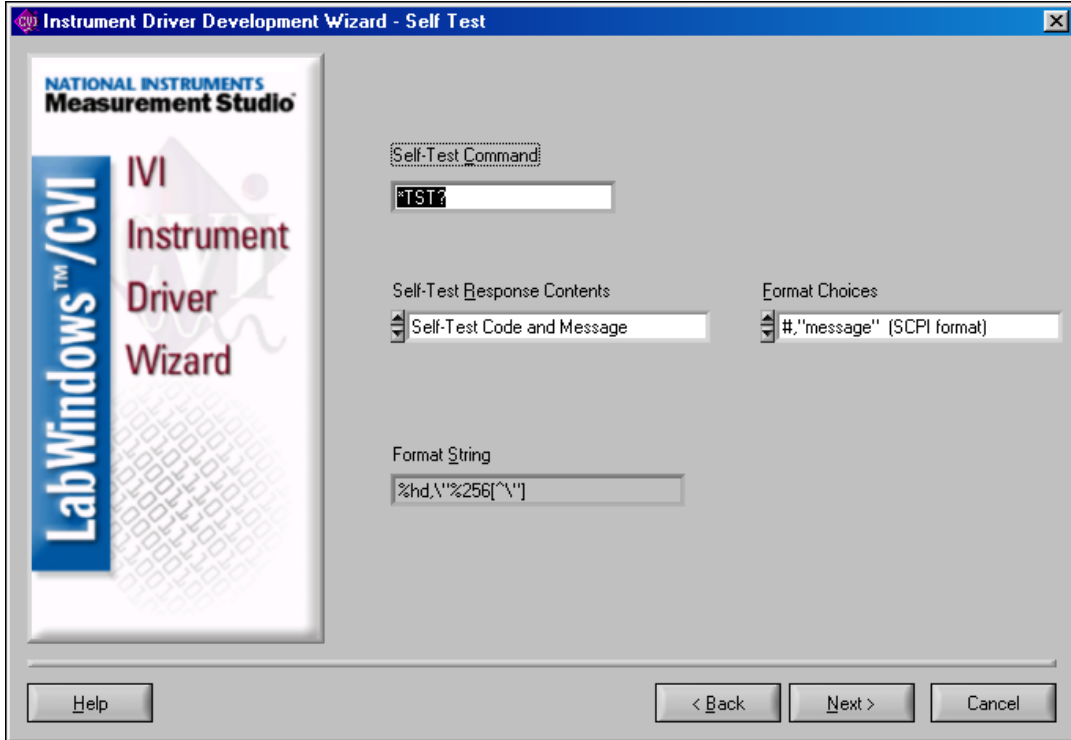 Instrument Driver Development Wizard - Self Test
NATIONAL INSTRUMENTS
Measurement Studio
LabWindows™/CVI
IVI
Instrument
Driver
Wizard
Self-Test Command
*TST?
Self-Test Response Contents
Format Choices
Self-Test Code and Message
#,"message" (SCPI format)
Format String
%hd,\"%256[^\"]
Help
< Back
Next >
Cancel